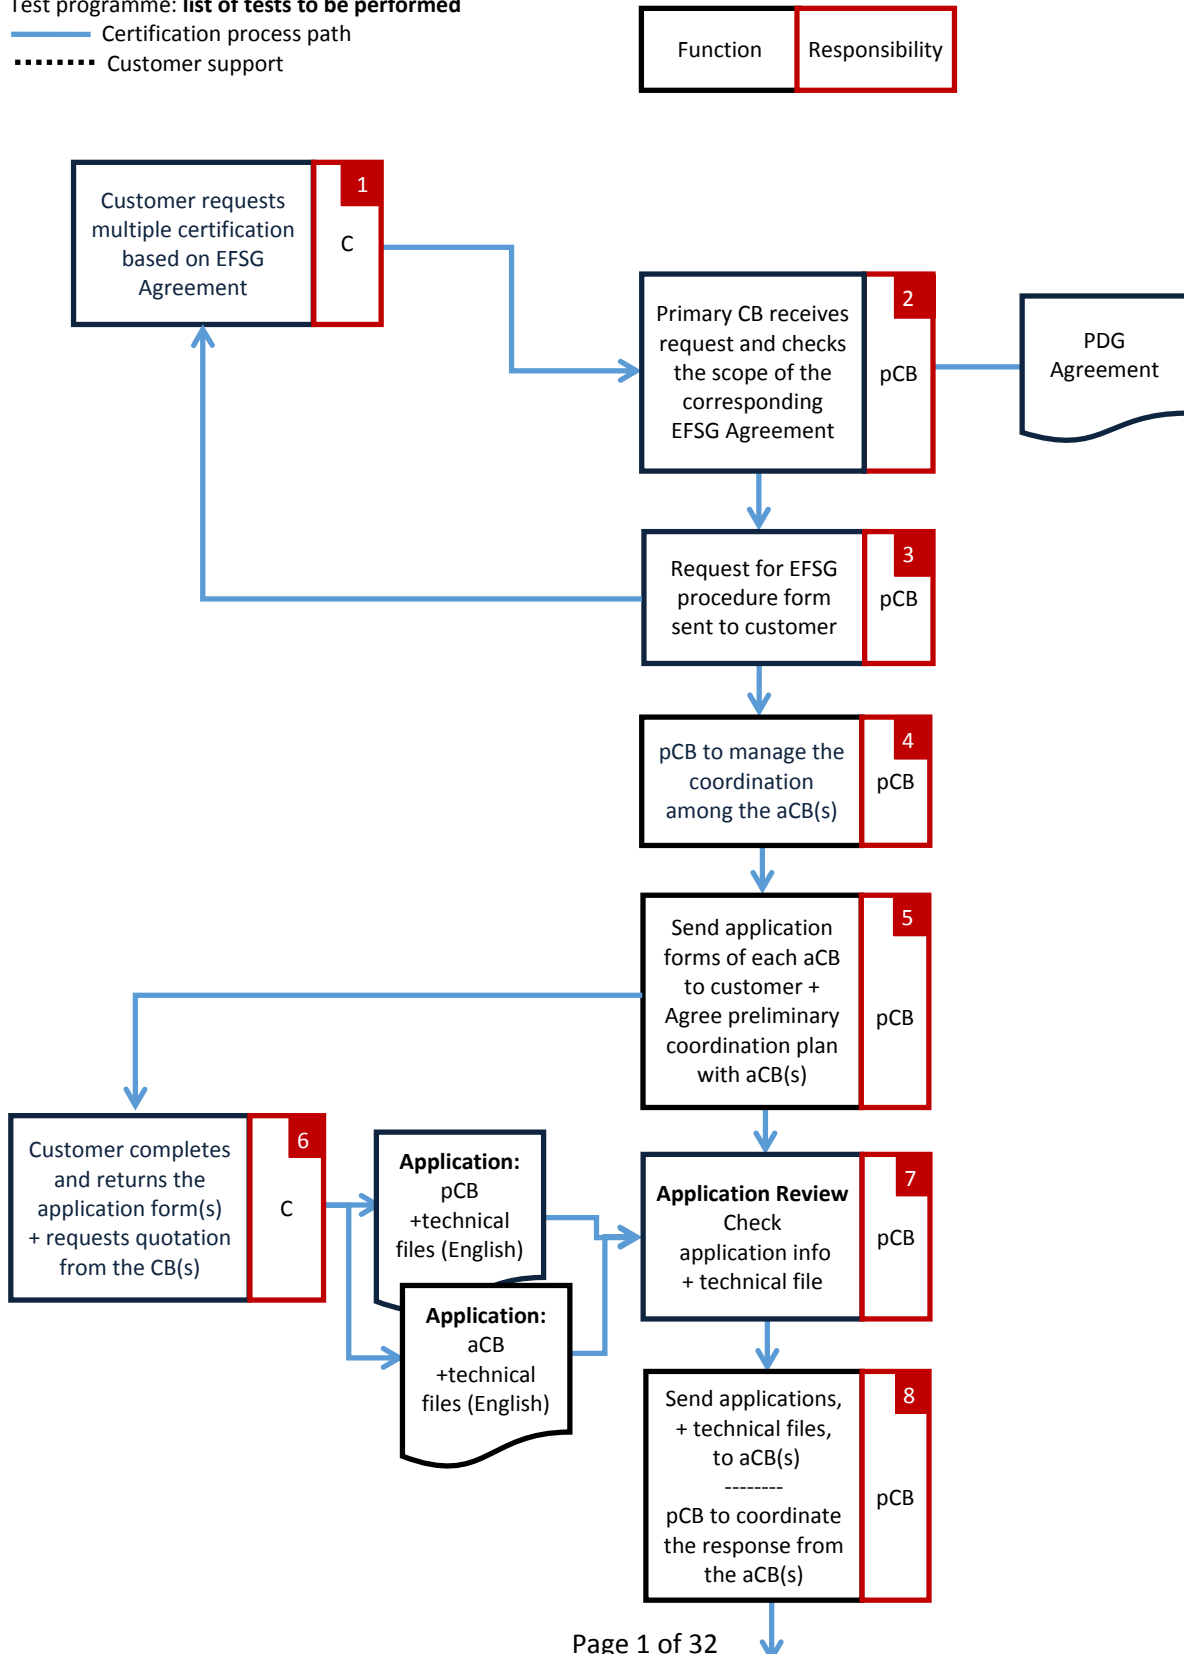 Test programme: list of tests to be performed
Certification process path
Customer support
Function
Responsibility
1
Customer requests
multiple certification
based on EFSG
Agreement
C
2
Primary CB receives
request and checks
the scope of the
corresponding
EFSG Agreement
pCB
PDG
Agreement
3
Request for EFSG
procedure form
sent to customer
pCB
4
pCB to manage the
coordination
among the aCB(s)
pCB
5
Send application
forms of each aCB
to customer +
Agree preliminary
coordination plan
with aCB(s)
pCB
6
Customer completes
and returns the
application form(s)
+ requests quotation
from the CB(s)
C
Application:
pCB
+technical
files (English)
Application:
aCB
+technical
files (English)
7
Application Review
Check
application info
+ technical file
pCB
8
Send applications,
+ technical files,
to aCB(s)
--------
pCB to coordinate
the response from
the aCB(s)
pCB
Page 1 of 32